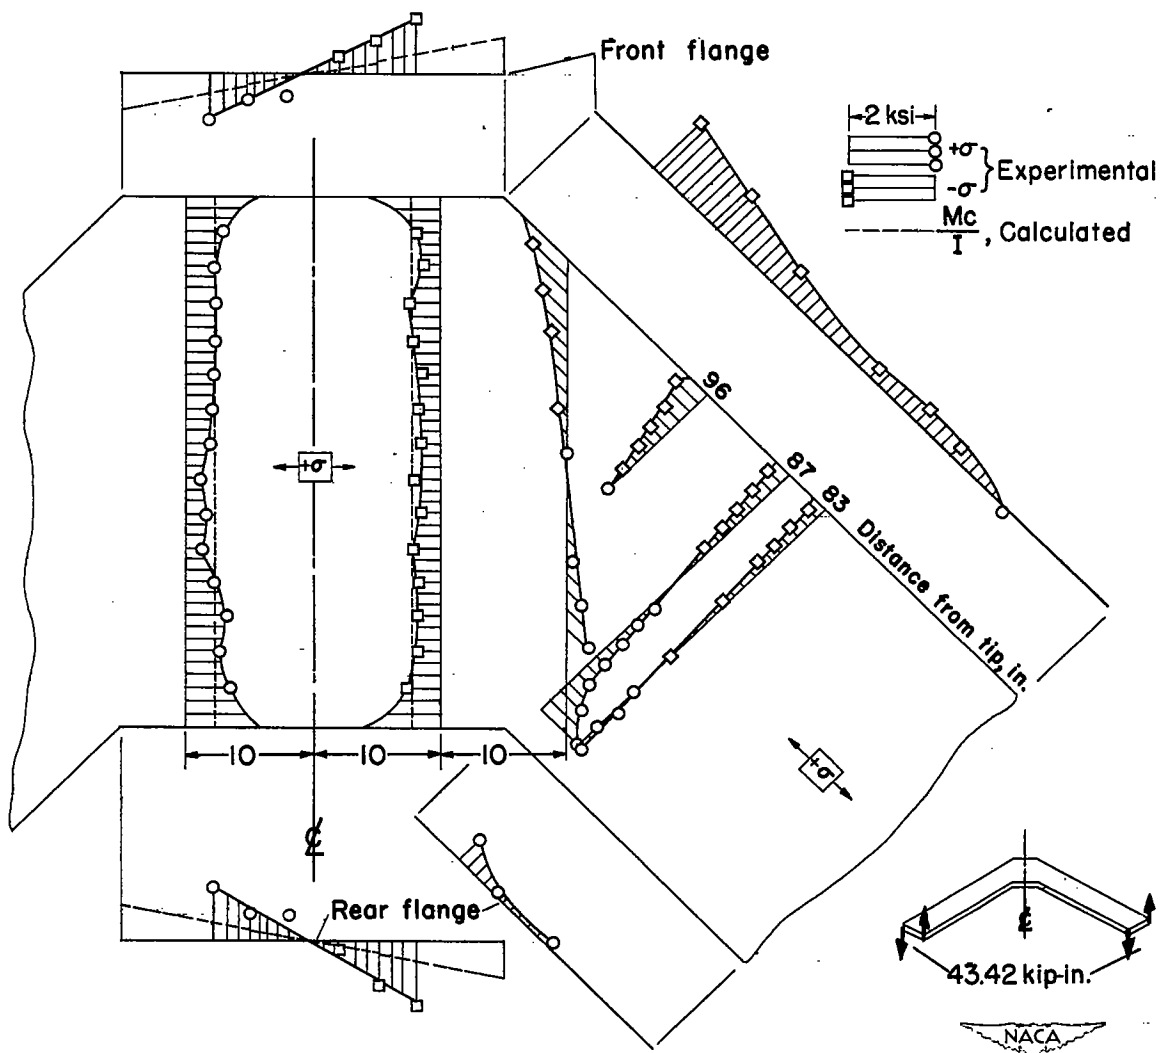 Front flange
2 ksi
+σ
-σ
Experimental
Mc/I, Calculated
96
87
83
Distance from tip, in.
+σ
10
10
10
+σ
℄
Rear flange
℄
43.42 kip-in.
NACA